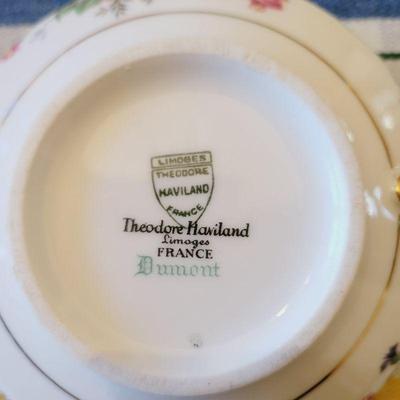 LIMOGES
THEODORE
HAVILAND
FRANCE
Theodore Haviland
Limoges
FRANCE
Dumont